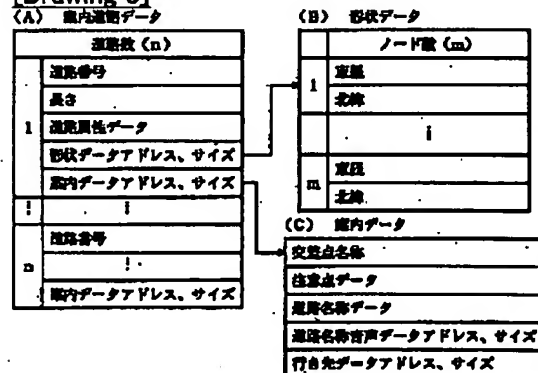 [Drawing 3]
(A) 案内道路データ
道路数 (n)
1
道路番号
長さ
道路属性データ
形状データアドレス、サイズ
案内データアドレス、サイズ
n
道路番号
案内データアドレス、サイズ
(B) 形状データ
ノード数 (m)
1
東経
北緯
m
東経
北緯
(C) 案内データ
交差点名称
注意点データ
道路名称データ
道路名称音声データアドレス、サイズ
行き先データアドレス、サイズ